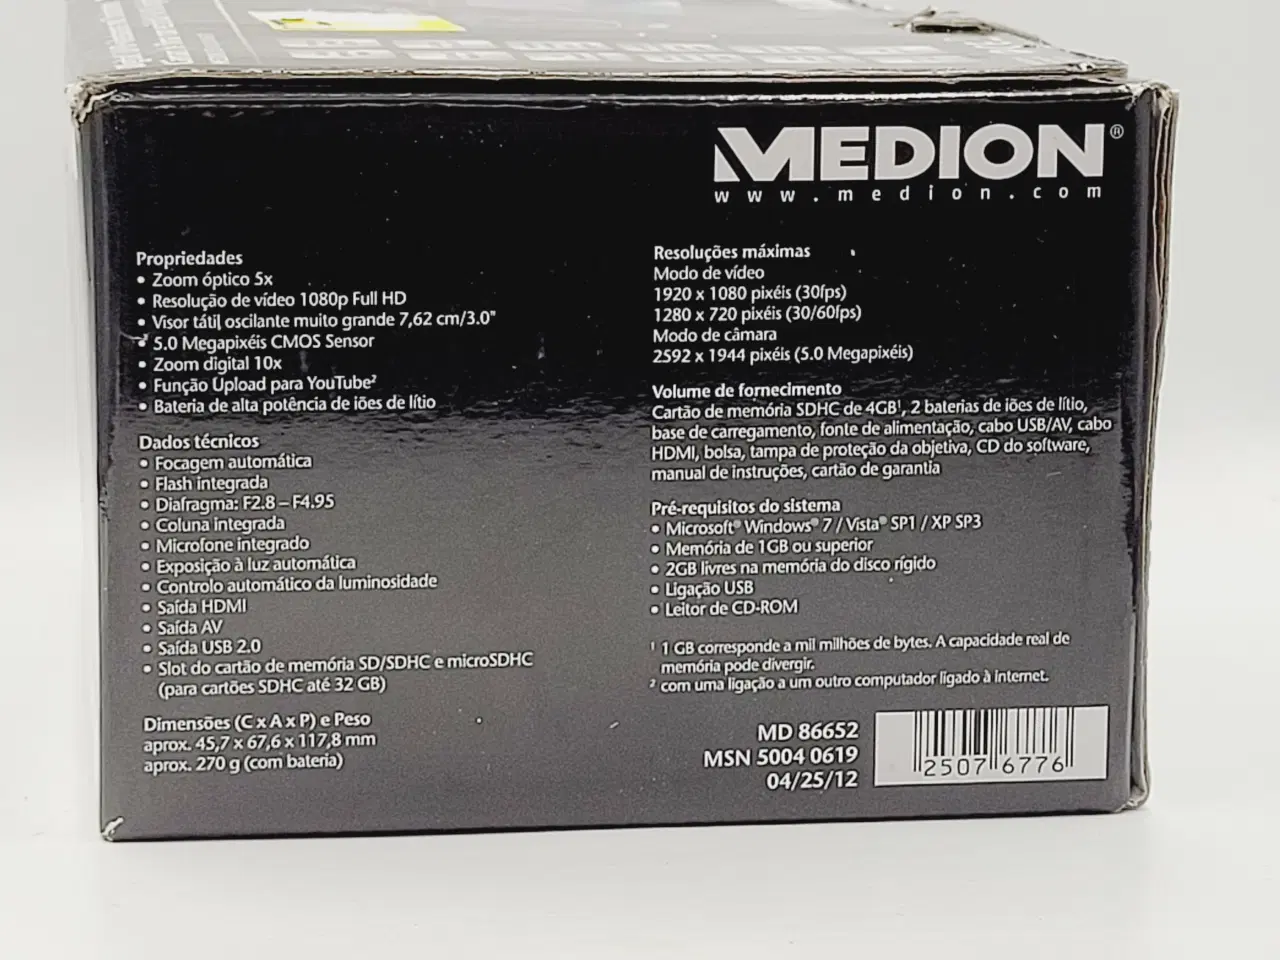 MEDION®
www.medion.com
Propriedades
• Zoom óptico 5x
• Resolução de vídeo 1080p Full HD
• Visor tátil oscilante muito grande 7,62 cm/3.0"
• 5.0 Megapixéis CMOS Sensor
• Zoom digital 10x
• Função Upload para YouTube²
• Bateria de alta potência de iões de lítio
Dados técnicos
• Focagem automática
• Flash integrada
• Diafragma: F2.8 – F4.95
• Coluna integrada
• Microfone integrado
• Exposição à luz automática
• Controlo automático da luminosidade
• Saída HDMI
• Saída AV
• Saída USB 2.0
• Slot do cartão de memória SD/SDHC e microSDHC
(para cartões SDHC até 32 GB)
Dimensões (C x A x P) e Peso
aprox. 45,7 x 67,6 x 117,8 mm
aprox. 270 g (com bateria)
Resoluções máximas
Modo de vídeo
1920 x 1080 pixéis (30fps)
1280 x 720 pixéis (30/60fps)
Modo de câmara
2592 x 1944 pixéis (5.0 Megapixéis)
Volume de fornecimento
Cartão de memória SDHC de 4GB¹, 2 baterias de iões de lítio,
base de carregamento, fonte de alimentação, cabo USB/AV, cabo
HDMI, bolsa, tampa de proteção da objetiva, CD do software,
manual de instruções, cartão de garantia
Pré-requisitos do sistema
• Microsoft® Windows® 7 / Vista® SP1 / XP SP3
• Memória de 1GB ou superior
• 2GB livres na memória do disco rígido
• Ligação USB
• Leitor de CD-ROM
¹ 1 GB corresponde a mil milhões de bytes. A capacidade real de
memória pode divergir.
² com uma ligação a um outro computador ligado à internet.
MD 86652
MSN 5004 0619
04/25/12
2507 6776